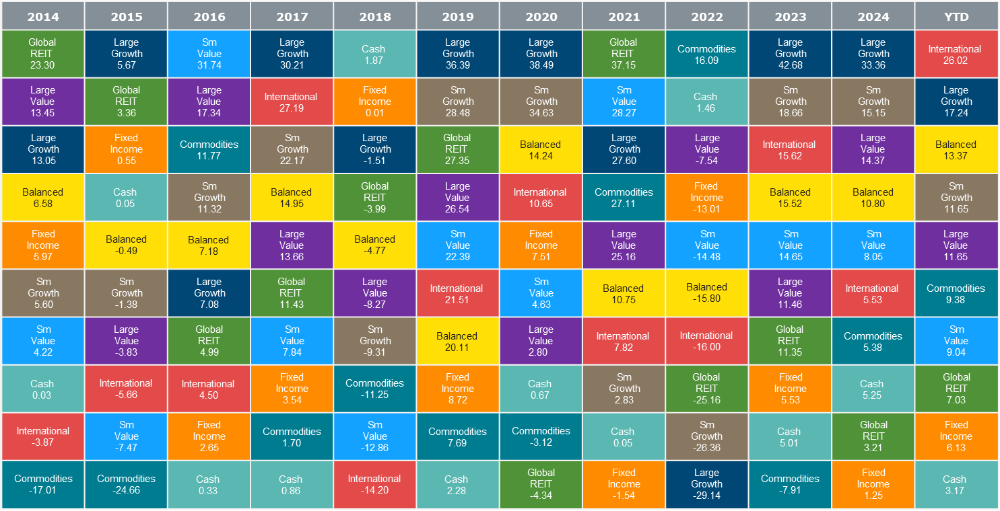 2014 2015 2016 2017 2018 2019 2020 2021 2022 2023 2024 YTD
Global
REIT
23.30
Large
Growth
5.67
Sm
Value
31.74
Large
Growth
30.21
Cash
1.87
Large
Growth
36.39
Large
Growth
38.49
Global
REIT
37.15
Commodities
16.09
Large
Growth
42.68
Large
Growth
33.36
International
26.02
Large
Value
13.45
Global
REIT
3.36
Large
Value
17.34
International
27.19
Fixed
Income
0.01
Sm
Growth
28.48
Sm
Growth
34.63
Sm
Value
28.27
Cash
1.46
Sm
Growth
18.66
Sm
Growth
15.15
Large
Growth
17.24
Large
Growth
13.05
Fixed
Income
0.55
Commodities
11.77
Sm
Growth
22.17
Large
Growth
-1.51
Global
REIT
27.35
Balanced
14.24
Large
Growth
27.60
Large
Value
-7.54
International
15.62
Large
Value
14.37
Balanced
13.37
Balanced
6.58
Cash
0.05
Sm
Growth
11.32
Balanced
14.95
Global
REIT
-3.99
Large
Value
26.54
International
10.65
Commodities
27.11
Fixed
Income
-13.01
Balanced
15.52
Balanced
10.80
Sm
Growth
11.65
Fixed
Income
5.97
Balanced
-0.49
Balanced
7.18
Large
Value
13.66
Balanced
-4.77
Sm
Value
22.39
Fixed
Income
7.51
Large
Value
25.16
Sm
Value
-14.48
Sm
Value
14.65
Sm
Value
8.05
Large
Value
11.65
Sm
Growth
5.60
Sm
Growth
-1.38
Large
Growth
7.08
Global
REIT
11.43
Large
Value
-8.27
International
21.51
Sm
Value
4.63
Balanced
10.75
Balanced
-15.80
Large
Value
11.46
International
5.53
Commodities
9.38
Sm
Value
4.22
Large
Value
-3.83
Global
REIT
4.99
Sm
Value
7.84
Sm
Growth
-9.31
Balanced
20.11
Large
Value
2.80
International
7.82
International
-16.00
Global
REIT
11.35
Commodities
5.38
Sm
Value
9.04
Cash
0.03
International
-5.66
International
4.50
Fixed
Income
3.54
Commodities
-11.25
Fixed
Income
8.72
Cash
0.67
Sm
Growth
2.83
Global
REIT
-25.16
Fixed
Income
5.53
Cash
5.25
Global
REIT
7.03
International
-3.87
Sm
Value
-7.47
Fixed
Income
2.65
Commodities
1.70
Sm
Value
-12.86
Commodities
7.69
Commodities
-3.12
Cash
0.05
Sm
Growth
-26.36
Cash
5.01
Global
REIT
3.21
Fixed
Income
6.13
Commodities
-17.01
Commodities
-24.66
Cash
0.33
Cash
0.86
International
-14.20
Cash
2.28
Global
REIT
-4.34
Fixed
Income
-1.54
Large
Growth
-29.14
Commodities
-7.91
Fixed
Income
1.25
Cash
3.17